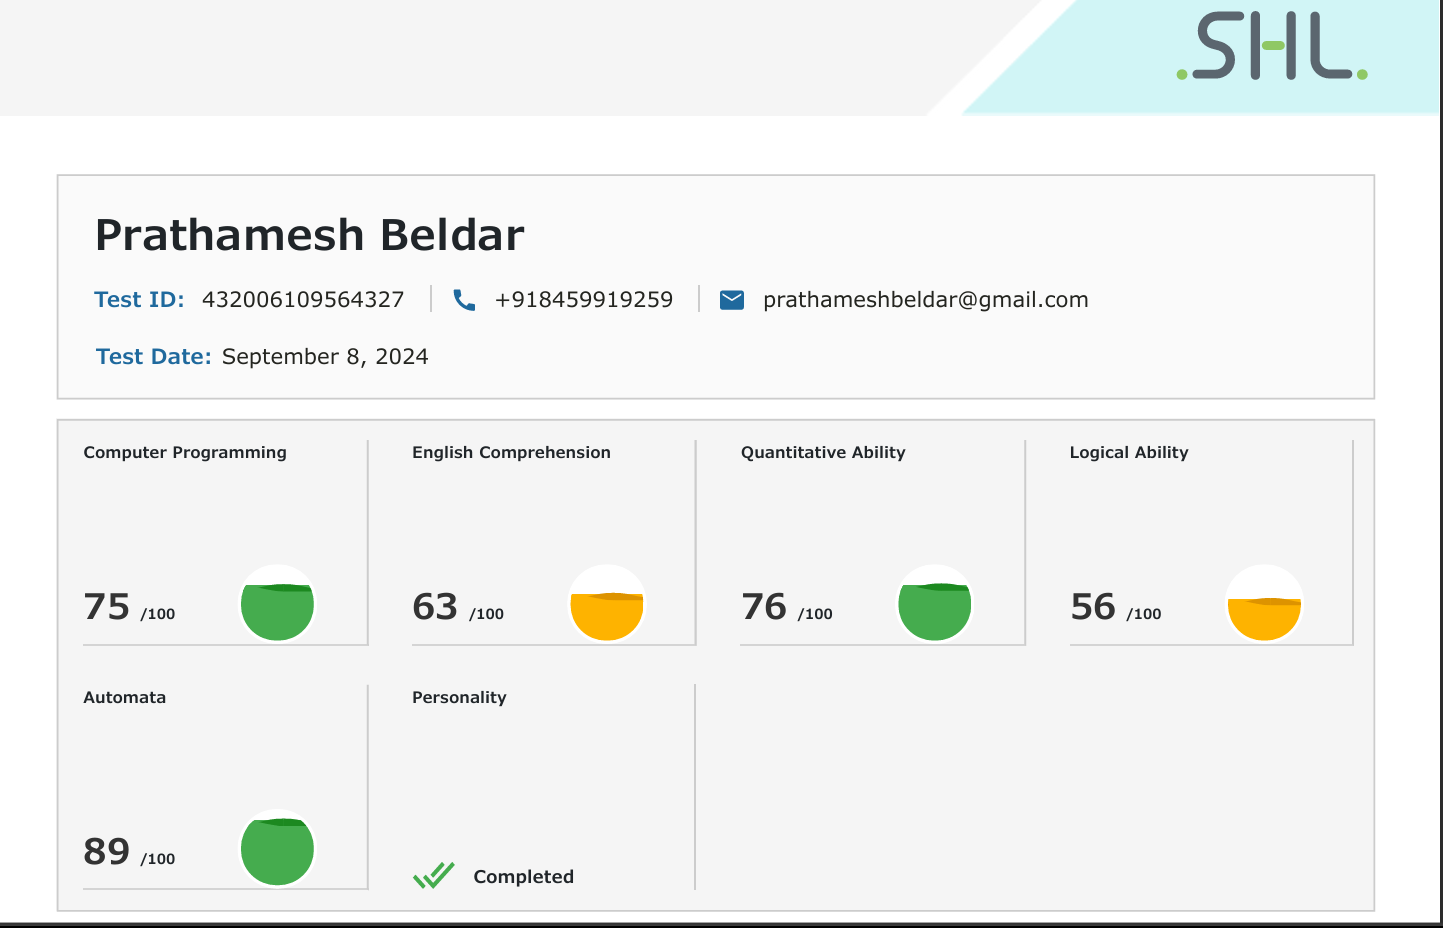 .SHL.
Prathamesh Beldar
Test ID: 432006109564327 +918459919259 prathameshbeldar@gmail.com
Test Date: September 8, 2024
Computer Programming English Comprehension Quantitative Ability Logical Ability
75 /100 63 /100 76 /100 56 /100
Automata Personality
89 /100 Completed